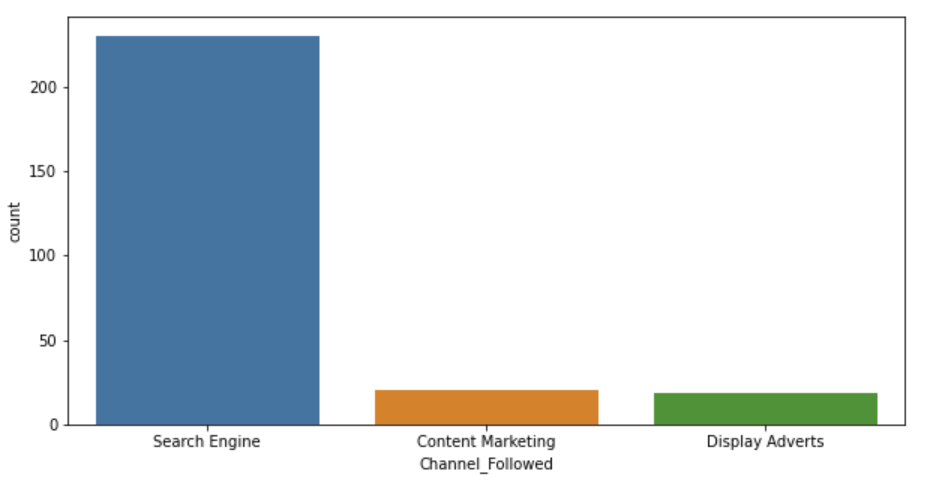 200
150
100
50
0
count
Search Engine
Content Marketing
Display Adverts
Channel_Followed